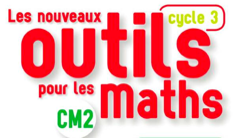 Les nouveaux cycle 3
outils
pour les maths
CM2